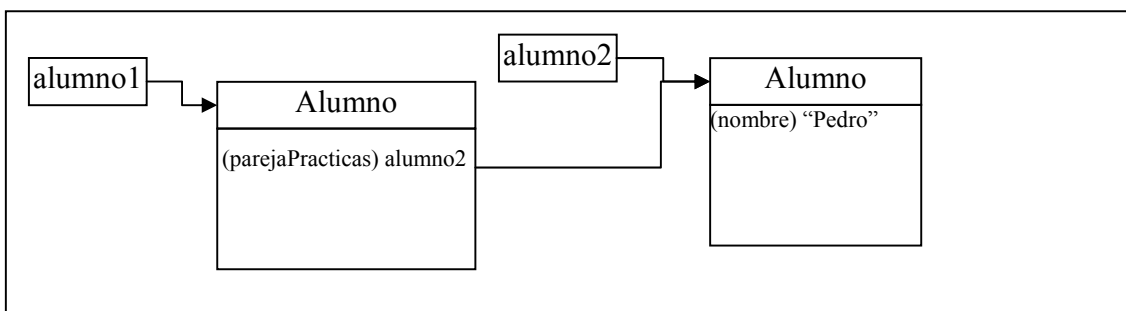 alumno1
Alumno
(parejaPracticas) alumno2
alumno2
Alumno
(nombre) “Pedro”